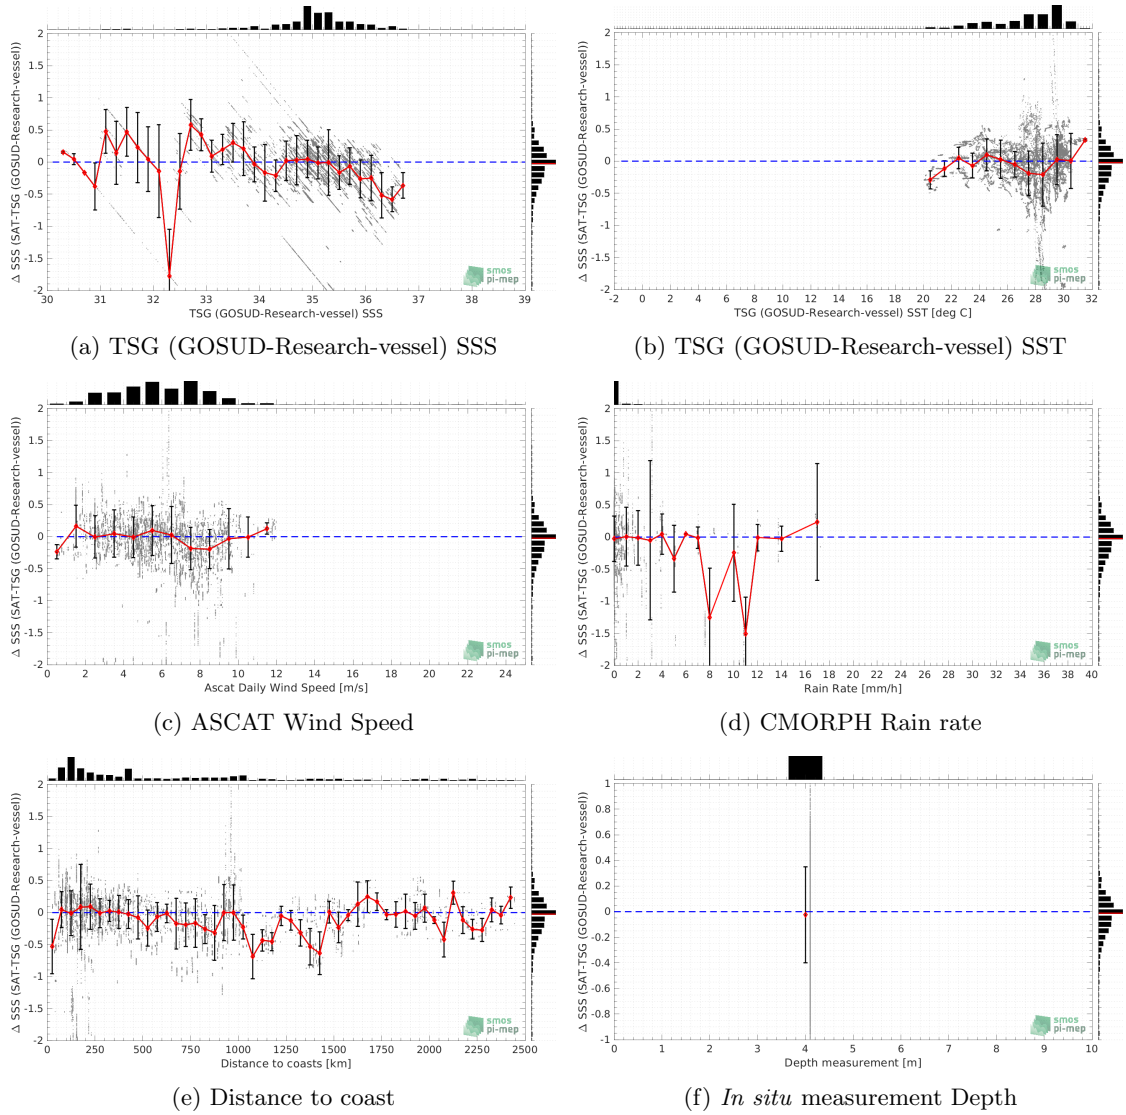 2
1.5
1
0.5
0
-0.5
-1
-1.5
-2
Δ SSS (SAT-TSG (GOSUD-Research-vessel))
30 31 32 33 34 35 36 37 38 39
TSG (GOSUD-Research-vessel) SSS
smos
pi-mep
(a) TSG (GOSUD-Research-vessel) SSS
2
1.5
1
0.5
0
-0.5
-1
-1.5
-2
Δ SSS (SAT-TSG (GOSUD-Research-vessel))
-2 0 2 4 6 8 10 12 14 16 18 20 22 24 26 28 30 32
TSG (GOSUD-Research-vessel) SST [deg C]
smos
pi-mep
(b) TSG (GOSUD-Research-vessel) SST
2
1.5
1
0.5
0
-0.5
-1
-1.5
-2
Δ SSS (SAT-TSG (GOSUD-Research-vessel))
0 2 4 6 8 10 12 14 16 18 20 22 24
Ascat Daily Wind Speed [m/s]
smos
pi-mep
(c) ASCAT Wind Speed
2
1.5
1
0.5
0
-0.5
-1
-1.5
-2
Δ SSS (SAT-TSG (GOSUD-Research-vessel))
0 2 4 6 8 10 12 14 16 18 20 22 24 26 28 30 32 34 36 38 40
Rain Rate [mm/h]
smos
pi-mep
(d) CMORPH Rain rate
2
1.5
1
0.5
0
-0.5
-1
-1.5
-2
Δ SSS (SAT-TSG (GOSUD-Research-vessel))
0 250 500 750 1000 1250 1500 1750 2000 2250 2500
Distance to coasts [km]
smos
pi-mep
(e) Distance to coast
1
0.8
0.6
0.4
0.2
0
-0.2
-0.4
-0.6
-0.8
-1
Δ SSS (SAT-TSG (GOSUD-Research-vessel))
0 1 2 3 4 5 6 7 8 9 10
Depth measurement [m]
smos
pi-mep
(f) In situ measurement Depth